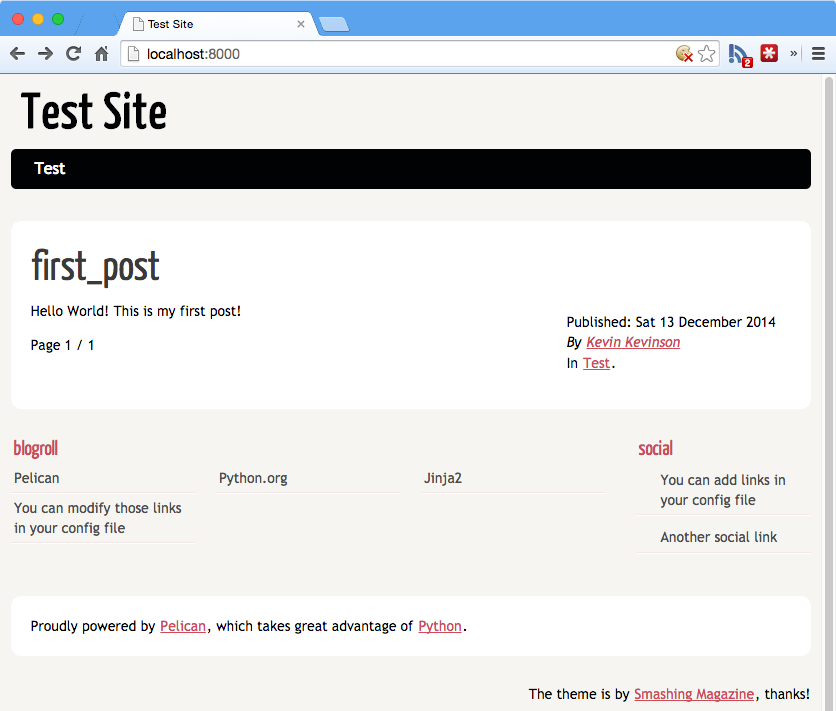 Test Site
localhost:8000
2
»
Test Site
Test
first_post
Hello World! This is my first post!
Page 1 / 1
Published: Sat 13 December 2014
By Kevin Kevinson
In Test.
blogroll
Pelican
Python.org
Jinja2
You can modify those links
in your config file
social
You can add links in
your config file
Another social link
Proudly powered by Pelican, which takes great advantage of Python.
The theme is by Smashing Magazine, thanks!